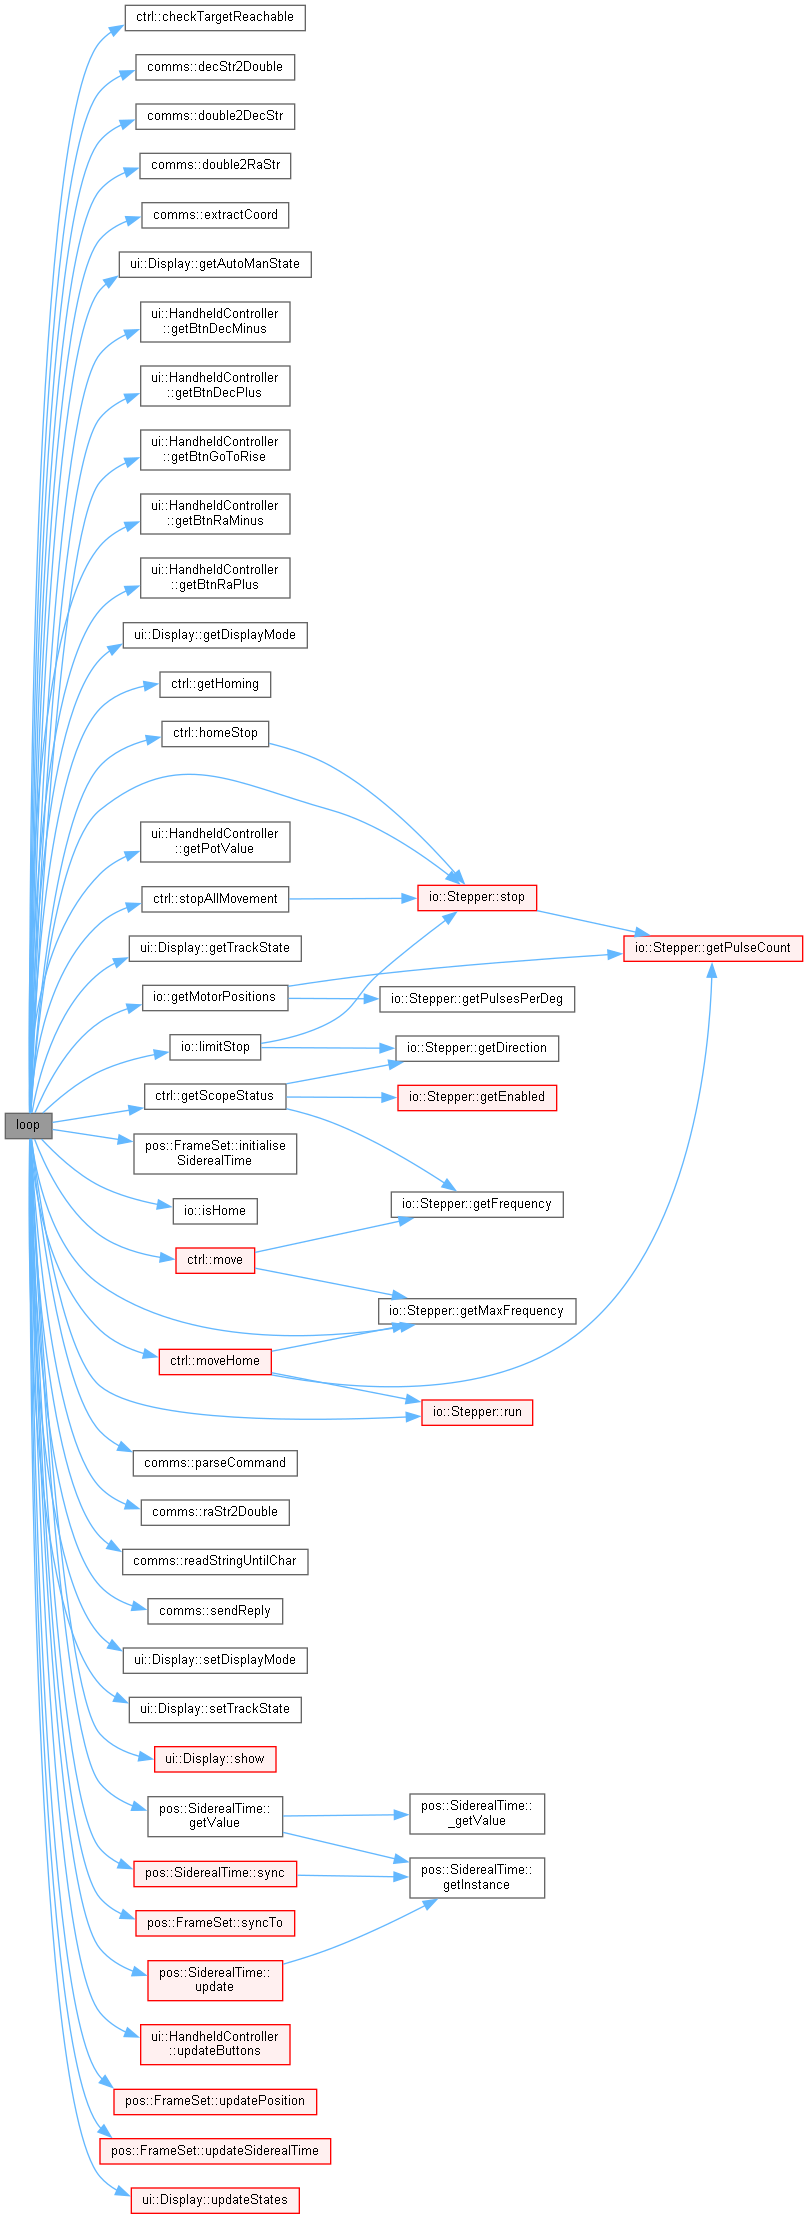 ctrl::checkTargetReachable
comms::decStr2Double
comms::double2DecStr
comms::double2RaStr
comms::extractCoord
ui::Display::getAutoManState
ui::HandheldController
::getBtnDecMinus
ui::HandheldController
::getBtnDecPlus
ui::HandheldController
::getBtnGoToRise
ui::HandheldController
::getBtnRaMinus
ui::HandheldController
::getBtnRaPlus
ui::Display::getDisplayMode
ctrl::getHoming
ctrl::homeStop
ui::HandheldController
::getPotValue
ctrl::stopAllMovement
io::Stepper::stop
ui::Display::getTrackState
io::Stepper::getPulseCount
io::getMotorPositions
io::Stepper::getPulsesPerDeg
io::limitStop
io::Stepper::getDirection
ctrl::getScopeStatus
io::Stepper::getEnabled
loop
pos::FrameSet::initialise
SiderealTime
io::isHome
io::Stepper::getFrequency
ctrl::move
io::Stepper::getMaxFrequency
ctrl::moveHome
io::Stepper::run
comms::parseCommand
comms::raStr2Double
comms::readStringUntilChar
comms::sendReply
ui::Display::setDisplayMode
ui::Display::setTrackState
ui::Display::show
pos::SiderealTime::
getValue
pos::SiderealTime::
_getValue
pos::SiderealTime::sync
pos::SiderealTime::
getInstance
pos::FrameSet::syncTo
pos::SiderealTime::
update
ui::HandheldController
::updateButtons
pos::FrameSet::updatePosition
pos::FrameSet::updateSiderealTime
ui::Display::updateStates